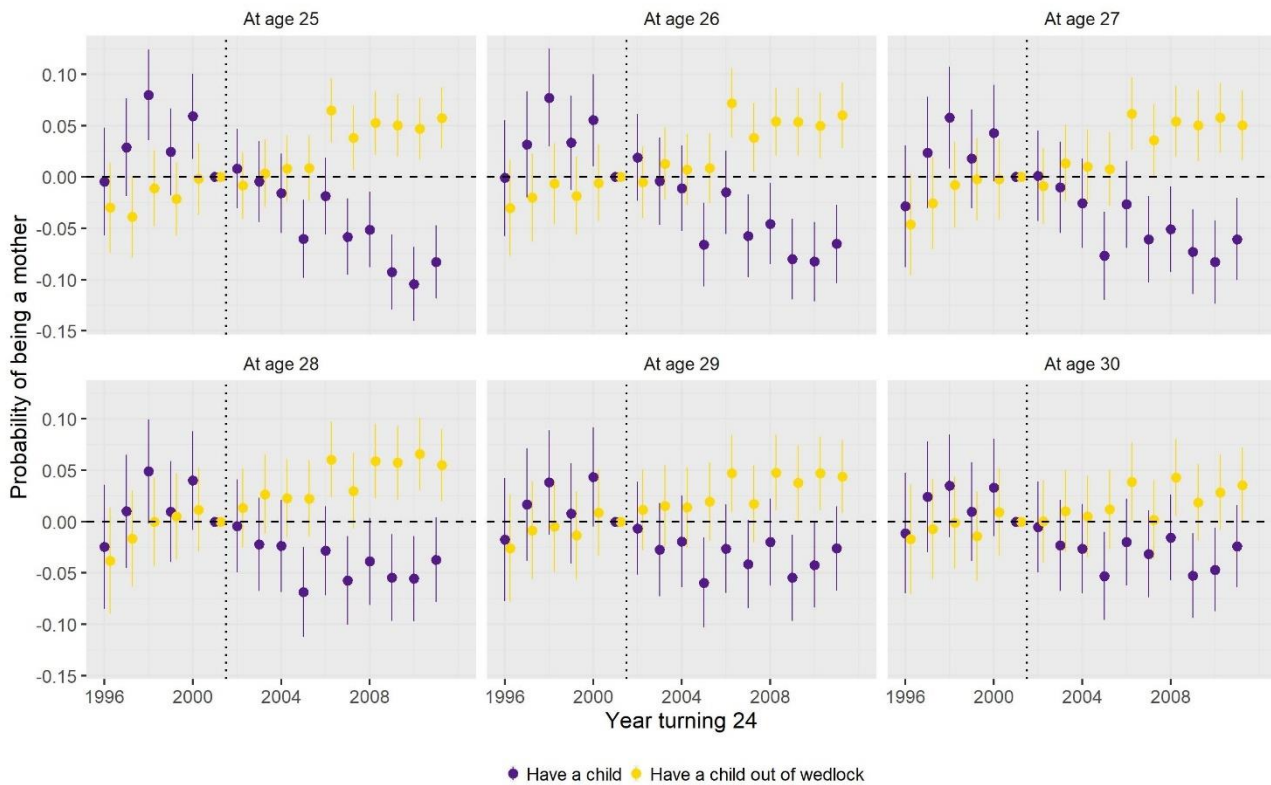 At age 25 At age 26 At age 27
0.10
0.05
0.00
-0.05
-0.10
-0.15
Probability of being a mother
At age 28 At age 29 At age 30
0.10
0.05
0.00
-0.05
-0.10
-0.15
1996 2000 2004 2008 1996 2000 2004 2008 1996 2000 2004 2008
Year turning 24
Have a child Have a child out of wedlock